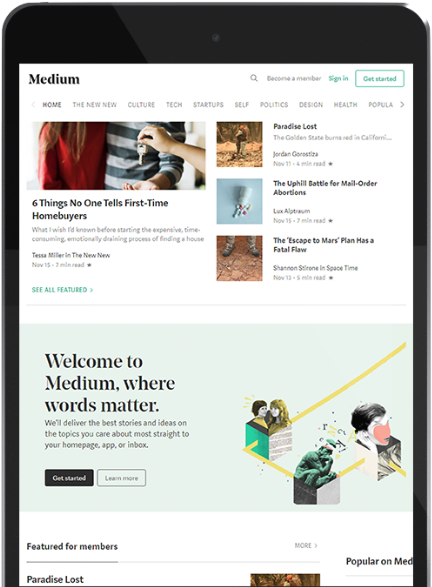 Medium
Become a member
Sign in
Get started
HOME
THE NEW NEW
CULTURE
TECH
STARTUPS
SELF
POLITICS
DESIGN
HEALTH
POPULA
6 Things No One Tells First-Time
Homebuyers
What I wish I'd known before starting the expensive, time-
consuming, emotionally draining process of finding a house
Tessa Miller in The New New
Nov 15 · 7 min read ★
SEE ALL FEATURED >
Paradise Lost
The Golden State burns red in Californi...
Jordan Gorostiza
Nov 11 · 6 min read ★
The Uphill Battle for Mail-Order
Abortions
Lux Alptraum
Nov 15 · 7 min read ★
The 'Escape to Mars' Plan Has a
Fatal Flaw
Shannon Stirone in Space Time
Nov 13 · 5 min read ★
Welcome to
Medium, where
words matter.
We'll deliver the best stories and ideas on
the topics you care about most straight to
your homepage, app, or inbox.
Get started
Learn more
Featured for members
MORE >
Paradise Lost
Popular on Med